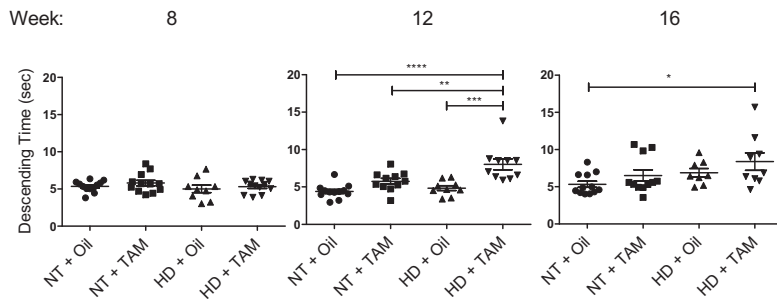 Week: 8 12 16
Descending Time (sec)
20
15
10
5
0
NT + Oil
NT + TAM
HD + Oil
HD + TAM
20
15
10
5
0
****
**
***
NT + Oil
NT + TAM
HD + Oil
HD + TAM
20
15
10
5
0
*
NT + Oil
NT + TAM
HD + Oil
HD + TAM